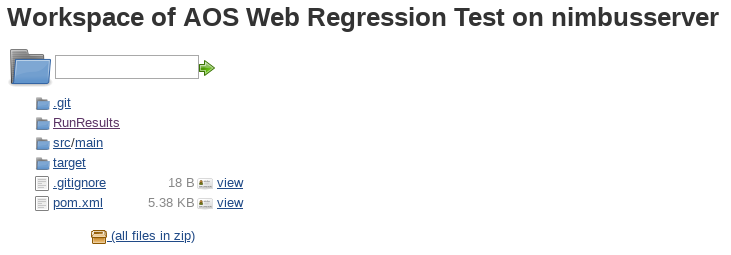 Workspace of AOS Web Regression Test on nimbusserver
.git
RunResults
src/main
target
.gitignore 18 B view
pom.xml 5.38 KB view
(all files in zip)